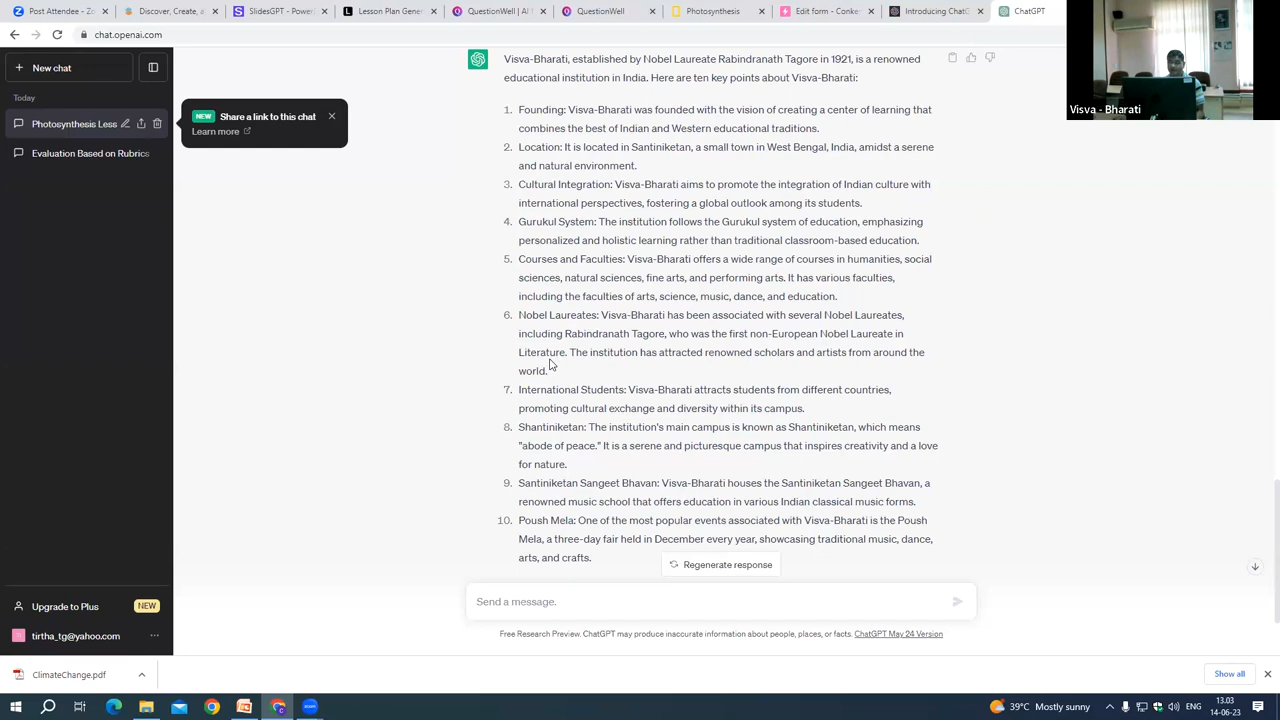 Post Attendee - Zo
Discover, Create, a
SlidesGPT - Power
Lesson Plan Gener
QuestionWell | AI
QuestionWell
Photosynthesis
Edit form - Conke
Introducing Chat
ChatGPT
chat.openai.com
New chat
Today
Photosynthesis Less
Evaluation Based on Rubrics
NEW Share a link to this chat
Learn more
Visva-Bharati, established by Nobel Laureate Rabindranath Tagore in 1921, is a renowned
educational institution in India. Here are ten key points about Visva-Bharati:
1. Founding: Visva-Bharati was founded with the vision of creating a center of learning that
combines the best of Indian and Western educational traditions.
2. Location: It is located in Santiniketan, a small town in West Bengal, India, amidst a serene
and natural environment.
3. Cultural Integration: Visva-Bharati aims to promote the integration of Indian culture with
international perspectives, fostering a global outlook among its students.
4. Gurukul System: The institution follows the Gurukul system of education, emphasizing
personalized and holistic learning rather than traditional classroom-based education.
5. Courses and Faculties: Visva-Bharati offers a wide range of courses in humanities, social
sciences, natural sciences, fine arts, and performing arts. It has various faculties,
including the faculties of arts, science, music, dance, and education.
6. Nobel Laureates: Visva-Bharati has been associated with several Nobel Laureates,
including Rabindranath Tagore, who was the first non-European Nobel Laureate in
Literature. The institution has attracted renowned scholars and artists from around the
world.
7. International Students: Visva-Bharati attracts students from different countries,
promoting cultural exchange and diversity within its campus.
8. Shantiniketan: The institution's main campus is known as Shantiniketan, which means
"abode of peace." It is a serene and picturesque campus that inspires creativity and a love
for nature.
9. Santiniketan Sangeet Bhavan: Visva-Bharati houses the Santiniketan Sangeet Bhavan, a
renowned music school that offers education in various Indian classical music forms.
10. Poush Mela: One of the most popular events associated with Visva-Bharati is the Poush
Mela, a three-day fair held in December every year, showcasing traditional music, dance,
arts, and crafts.
Regenerate response
Send a message.
Free Research Preview. ChatGPT may produce inaccurate information about people, places, or facts. ChatGPT May 24 Version
Upgrade to Plus NEW
tirtha_tg@yahoo.com
Visva - Bharati
ClimateChange.pdf
Show all
39°C Mostly sunny
ENG
13.03
14-06-23